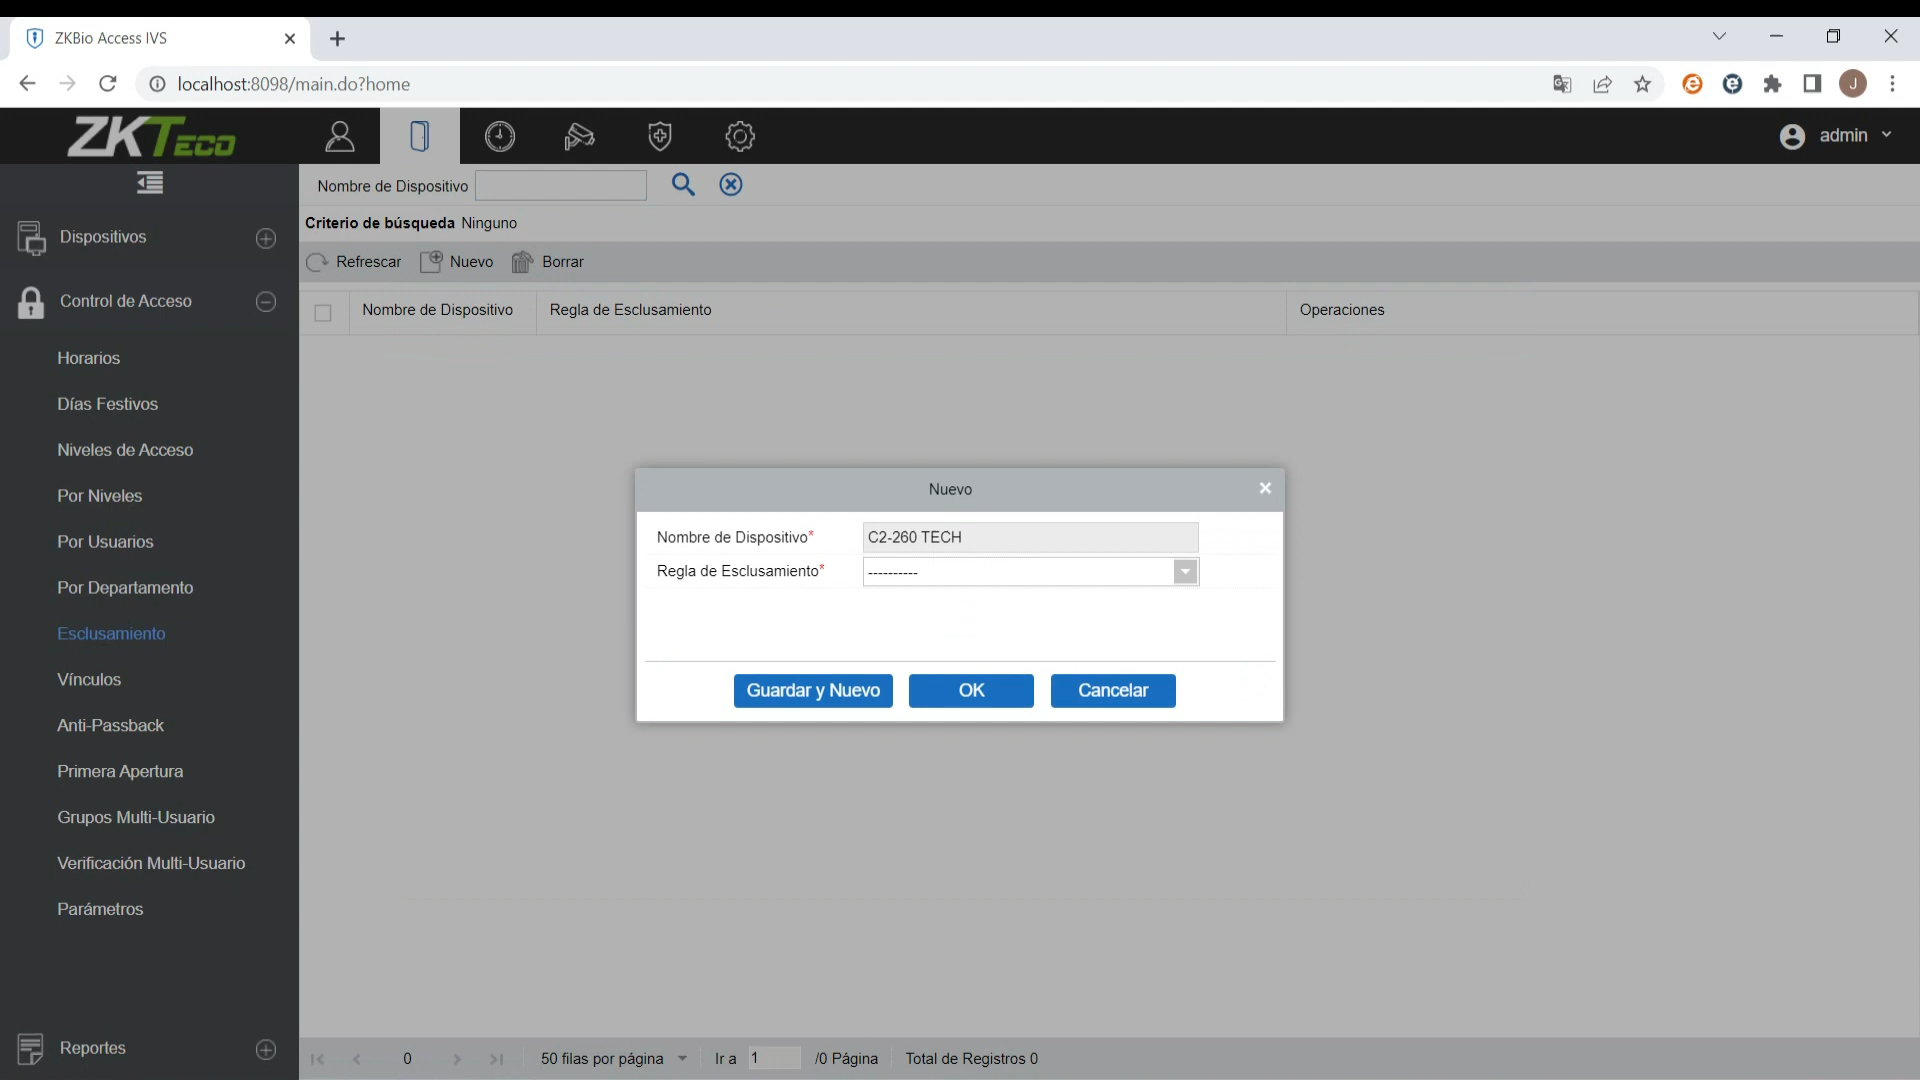 ZKBio Access IVS
localhost:8098/main.do?home
J
ZKTeco
admin
Nombre de Dispositivo
Criterio de búsqueda Ninguno
Refrescar Nuevo Borrar
Nombre de Dispositivo Regla de Esclusamiento Operaciones
Dispositivos
Control de Acceso
Horarios
Días Festivos
Niveles de Acceso
Por Niveles
Por Usuarios
Por Departamento
Esclusamiento
Vínculos
Anti-Passback
Primera Apertura
Grupos Multi-Usuario
Verificación Multi-Usuario
Parámetros
Reportes
Nuevo
Nombre de Dispositivo* C2-260 TECH
Regla de Esclusamiento* ----------
Guardar y Nuevo OK Cancelar
0 50 filas por página Ir a 1 /0 Página Total de Registros 0